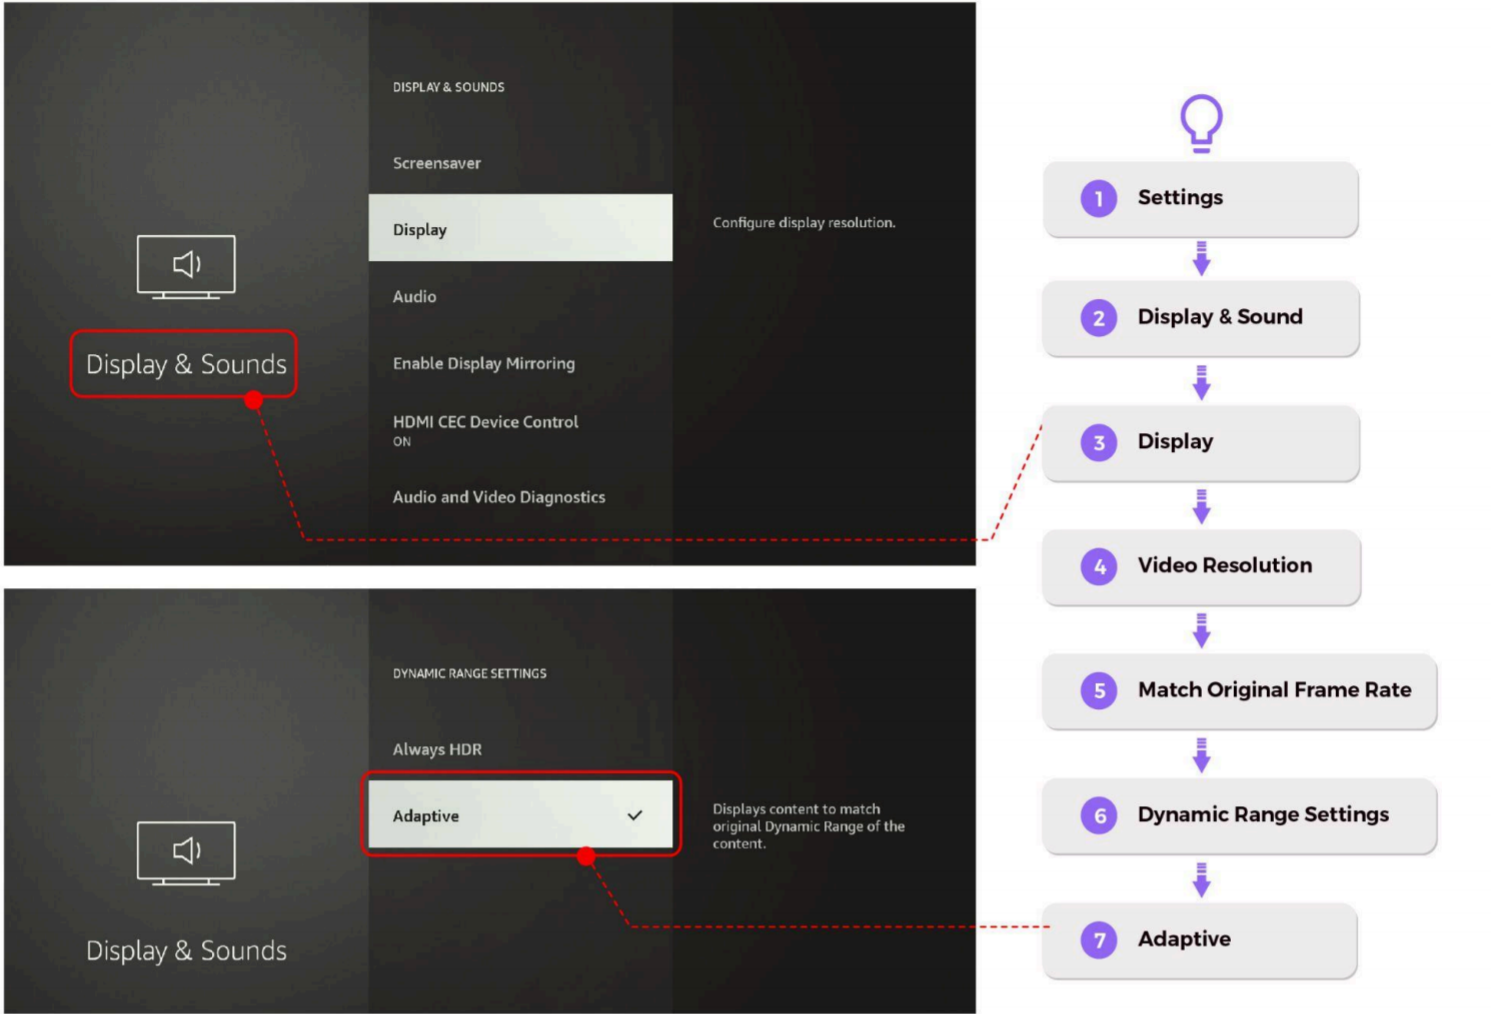 DISPLAY & SOUNDS
Screensaver
Display
Configure display resolution.
Audio
Enable Display Mirroring
HDMI CEC Device Control
ON
Audio and Video Diagnostics
Display & Sounds
DYNAMIC RANGE SETTINGS
Always HDR
Adaptive
Displays content to match
original Dynamic Range of the
content.
Display & Sounds
1 Settings
2 Display & Sound
3 Display
4 Video Resolution
5 Match Original Frame Rate
6 Dynamic Range Settings
7 Adaptive